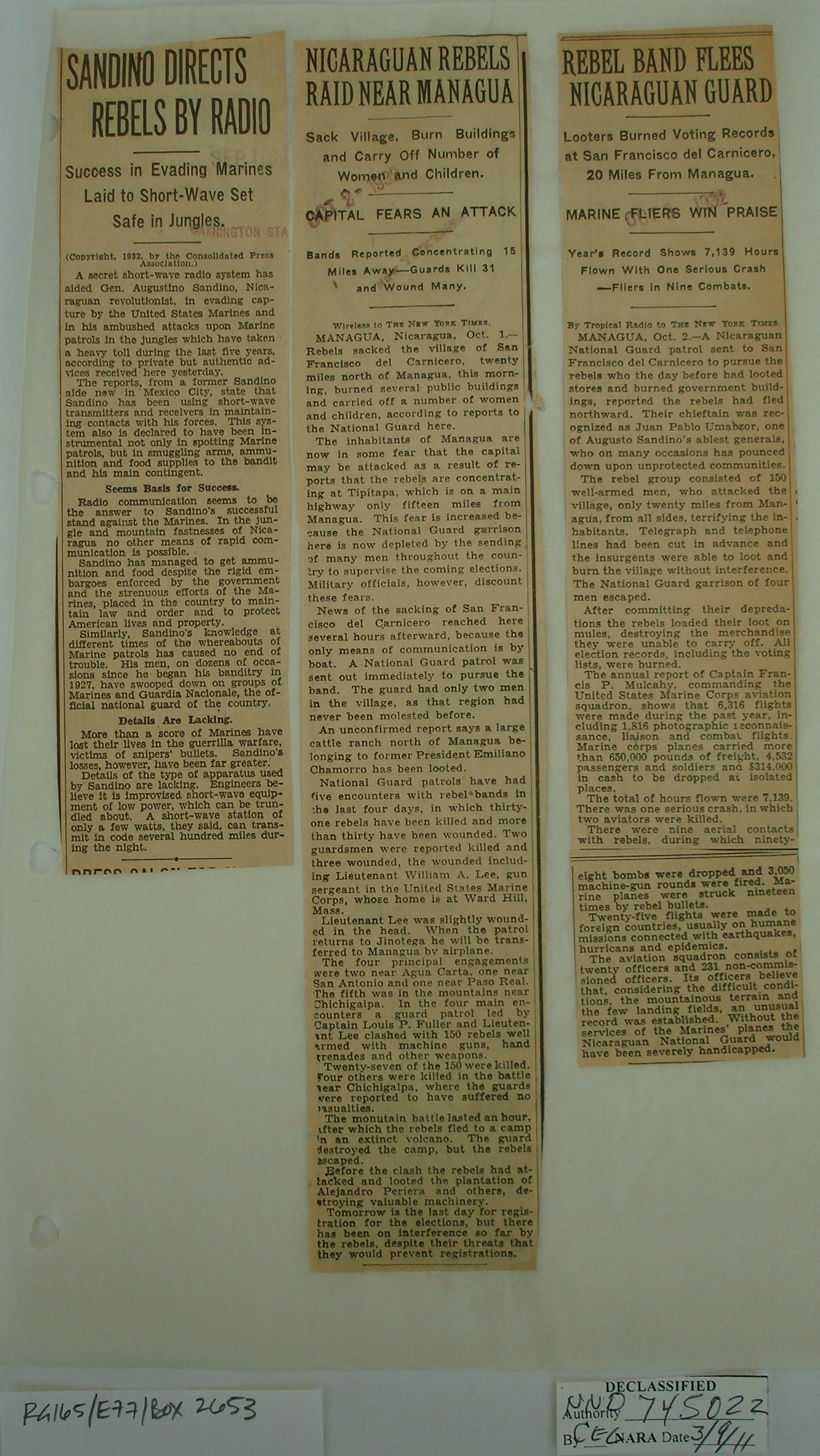 SANDINO DIRECTS
REBELS BY RADIO
Success in Evading Marines
Laid to Short-Wave Set
Safe in Jungles.
WASHINGTON STA
(Copyright, 1932, by the Consolidated Press
Association.)
A secret short-wave radio system has
aided Gen. Augustino Sandino, Nica-
raguan revolutionist, in evading cap-
ture by the United States Marines and
in his ambushed attacks upon Marine
patrols in the jungles which have taken
a heavy toll during the last five years,
according to private but authentic ad-
vices received here yesterday.
The reports, from a former Sandino
aide now in Mexico City, state that
Sandino has been using short-wave
transmitters and receivers in maintain-
ing contacts with his forces. This sys-
tem also is declared to have been in-
strumental not only in spotting Marine
patrols, but in smuggling arms, ammu-
nition and food supplies to the bandit
and his main contingent.
Seems Basis for Success.
Radio communication seems to be
the answer to Sandino's successful
stand against the Marines. In the jun-
gle and mountain fastnesses of Nica-
ragua no other means of rapid com-
munication is possible.
Sandino has managed to get ammu-
nition and food despite the rigid em-
bargoes enforced by the government
and the strenuous efforts of the Ma-
rines, placed in the country to main-
tain law and order and to protect
American lives and property.
Similarly, Sandino's knowledge at
different times of the whereabouts of
Marine patrols has caused no end of
trouble. His men, on dozens of occa-
sions since he began his banditry in
1927, have swooped down on groups of
Marines and Guardia Nacionale, the of-
ficial national guard of the country.
Details Are Lacking.
More than a score of Marines have
lost their lives in the guerrilla warfare,
victims of snipers' bullets. Sandino's
losses, however, have been far greater.
Details of the type of apparatus used
by Sandino are lacking. Engineers be-
lieve it is improvised short-wave equip-
ment of low power, which can be trun-
dled about. A short-wave station of
only a few watts, they said, can trans-
mit in code several hundred miles dur-
ing the night.
NICARAGUAN REBELS
RAID NEAR MANAGUA
Sack Village, Burn Buildings
and Carry Off Number of
Women and Children.
OCT 2- 1932
CAPITAL FEARS AN ATTACK
Bands Reported Concentrating 15
Miles Away—Guards Kill 31
and Wound Many.
Wireless to THE NEW YORK TIMES.
MANAGUA, Nicaragua, Oct. 1.—
Rebels sacked the village of San
Francisco del Carnicero, twenty
miles north of Managua, this morn-
ing, burned several public buildings
and carried off a number of women
and children, according to reports to
the National Guard here.
The inhabitants of Managua are
now in some fear that the capital
may be attacked as a result of re-
ports that the rebels are concentrat-
ing at Tipitapa, which is on a main
highway only fifteen miles from
Managua. This fear is increased be-
cause the National Guard garrison
here is now depleted by the sending
of many men throughout the coun-
try to supervise the coming elections.
Military officials, however, discount
these fears.
News of the sacking of San Fran-
cisco del Carnicero reached here
several hours afterward, because the
only means of communication is by
boat. A National Guard patrol was
sent out immediately to pursue the
band. The guard had only two men
in the village, as that region had
never been molested before.
An unconfirmed report says a large
cattle ranch north of Managua be-
longing to former President Emiliano
Chamorro has been looted.
National Guard patrols have had
five encounters with rebel bands in
the last four days, in which thirty-
one rebels have been killed and more
than thirty have been wounded. Two
guardsmen were reported killed and
three wounded, the wounded includ-
ing Lieutenant William A. Lee, gun
sergeant in the United States Marine
Corps, whose home is at Ward Hill,
Mass.
Lieutenant Lee was slightly wound-
ed in the head. When the patrol
returns to Jinotega he will be trans-
ferred to Managua by airplane.
The four principal engagements
were two near Agua Carta, one near
San Antonio and one near Paso Real.
The fifth was in the mountains near
Chichigalpa. In the four main en-
counters a guard patrol led by
Captain Louis P. Fuller and Lieuten-
ant Lee clashed with 150 rebels well
armed with machine guns, hand
grenades and other weapons.
Twenty-seven of the 150 were killed.
Four others were killed in the battle
near Chichigalpa, where the guards
were reported to have suffered no
casualties.
The monutain battle lasted an hour,
after which the rebels fled to a camp
in an extinct volcano. The guard
destroyed the camp, but the rebels
escaped.
Before the clash the rebels had at-
tacked and looted the plantation of
Alejandro Periera and others, de-
stroying valuable machinery.
Tomorrow is the last day for regis-
tration for the elections, but there
has been on interference so far by
the rebels, despite their threats that
they would prevent registrations.
REBEL BAND FLEES
NICARAGUAN GUARD
Looters Burned Voting Records
at San Francisco del Carnicero,
20 Miles From Managua.
1932
MARINE FLIERS WIN PRAISE
Year's Record Shows 7,139 Hours
Flown With One Serious Crash
—Fliers in Nine Combats.
By Tropical Radio to THE NEW YORK TIMES.
MANAGUA, Oct. 2.—A Nicaraguan
National Guard patrol sent to San
Francisco del Carnicero to pursue the
rebels who the day before had looted
stores and burned government build-
ings, reported the rebels had fled
northward. Their chieftain was rec-
ognized as Juan Pablo Umabzor, one
of Augusto Sandino's ablest generals,
who on many occasions has pounced
down upon unprotected communities.
The rebel group consisted of 150
well-armed men, who attacked the
village, only twenty miles from Man-
agua, from all sides, terrifying the in-
habitants. Telegraph and telephone
lines had been cut in advance and
the insurgents were able to loot and
burn the village without interference.
The National Guard garrison of four
men escaped.
After committing their depreda-
tions the rebels loaded their loot on
mules, destroying the merchandise
they were unable to carry off. All
election records, including the voting
lists, were burned.
The annual report of Captain Fran-
cis P. Mulcahy, commanding the
United States Marine Corps aviation
squadron, shows that 6,316 flights
were made during the past year, in-
cluding 1,816 photographic reconnais-
sance, liaison and combat flights.
Marine corps planes carried more
than 650,000 pounds of freight, 4,532
passengers and soldiers and $314,000
in cash to be dropped at isolated
places.
The total of hours flown were 7,139.
There was one serious crash, in which
two aviators were killed.
There were nine aerial contacts
with rebels, during which ninety-
eight bombs were dropped and 3,050
machine-gun rounds were fired. Ma-
rine planes were struck nineteen
times by rebel bullets.
Twenty-five flights were made to
foreign countries, usually on humane
missions connected with earthquakes,
hurricans and epidemics.
The aviation squadron consists of
twenty officers and 231 non-commis-
sioned officers. Its officers believe
that, considering the difficult condi-
tions, the mountainous terrain and
the few landing fields, an unusual
record was established. Without the
services of the Marines' planes the
Nicaraguan National Guard would
have been severely handicapped.
RG165/E77/BOX 2653
DECLASSIFIED
Authority NND 745022
By CEG NARA Date 3/9/11